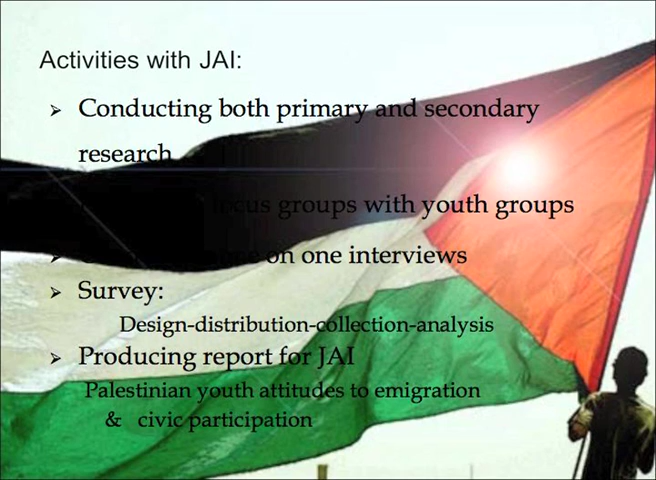 Activities with JAI:
➢ Conducting both primary and secondary
research
focus groups with youth groups
➢ on one interviews
➢ Survey:
Design-distribution-collection-analysis
➢ Producing report for JAI
Palestinian youth attitudes to emigration
& civic participation